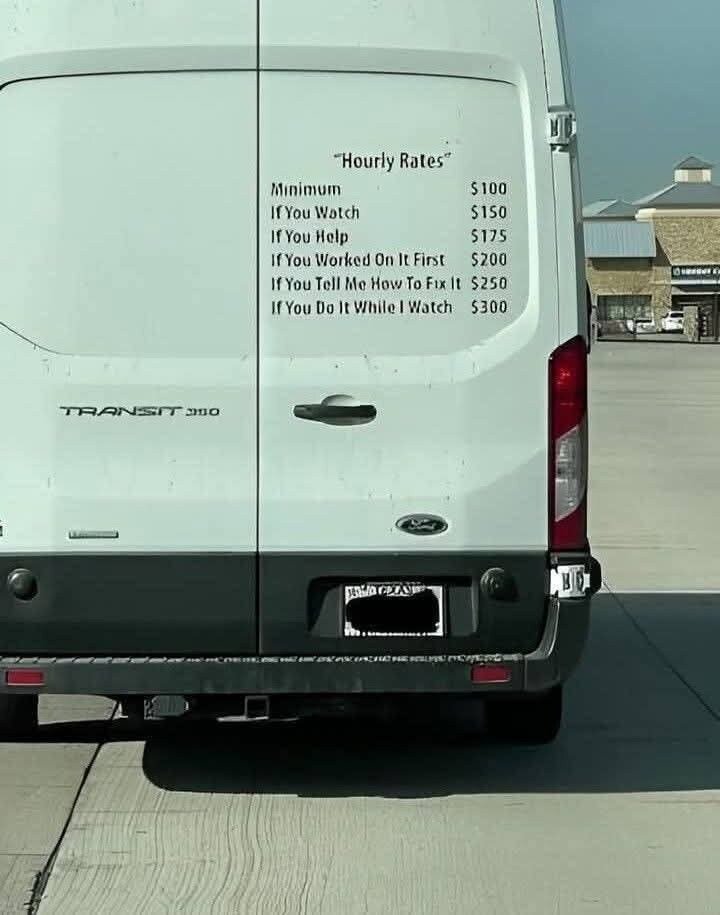 "Hourly Rates"
Minimum $100
If You Watch $150
If You Help $175
If You Worked On It First $200
If You Tell Me How To Fix It $250
If You Do It While I Watch $300
TRANSIT 350
Ford